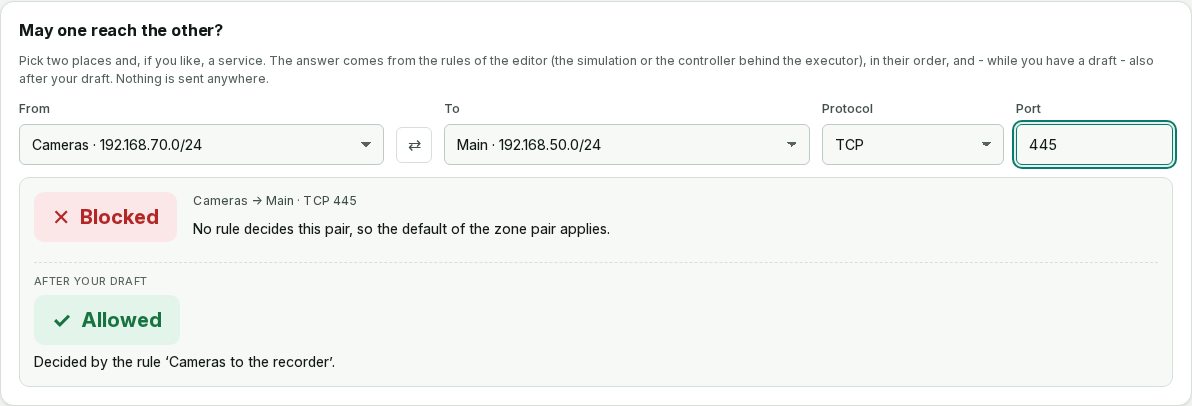 May one reach the other?
Pick two places and, if you like, a service. The answer comes from the rules of the editor (the simulation or the controller behind the executor), in their order, and - while you have a draft - also
after your draft. Nothing is sent anywhere.
From
To
Protocol
Port
Cameras · 192.168.70.0/24
⇄
Main · 192.168.50.0/24
TCP
445
✕ Blocked
Cameras → Main · TCP 445
No rule decides this pair, so the default of the zone pair applies.
AFTER YOUR DRAFT
✓ Allowed
Decided by the rule ‘Cameras to the recorder’.